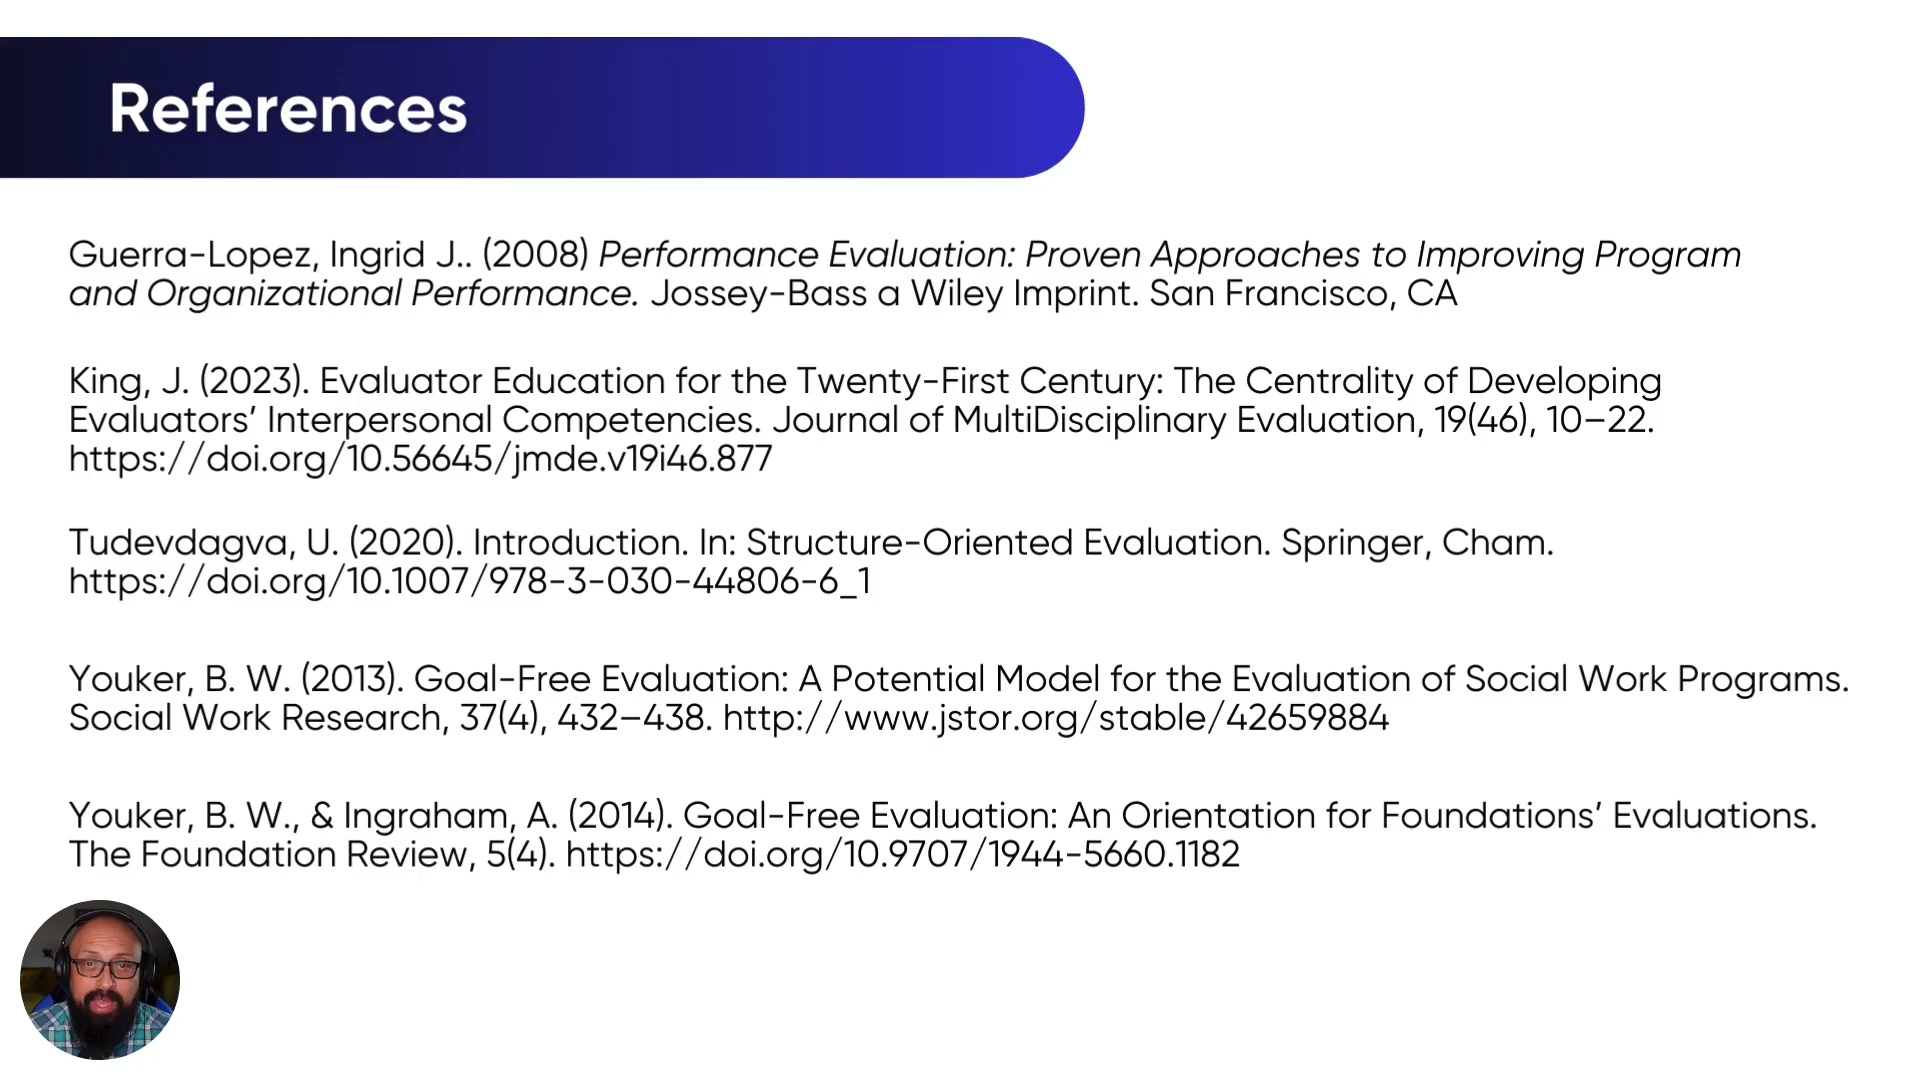 References
Guerra-Lopez, Ingrid J.. (2008) Performance Evaluation: Proven Approaches to Improving Program
and Organizational Performance. Jossey-Bass a Wiley Imprint. San Francisco, CA
King, J. (2023). Evaluator Education for the Twenty-First Century: The Centrality of Developing
Evaluators’ Interpersonal Competencies. Journal of MultiDisciplinary Evaluation, 19(46), 10–22.
https://doi.org/10.56645/jmde.v19i46.877
Tudevdagva, U. (2020). Introduction. In: Structure-Oriented Evaluation. Springer, Cham.
https://doi.org/10.1007/978-3-030-44806-6_1
Youker, B. W. (2013). Goal-Free Evaluation: A Potential Model for the Evaluation of Social Work Programs.
Social Work Research, 37(4), 432–438. http://www.jstor.org/stable/42659884
Youker, B. W., & Ingraham, A. (2014). Goal-Free Evaluation: An Orientation for Foundations’ Evaluations.
The Foundation Review, 5(4). https://doi.org/10.9707/1944-5660.1182